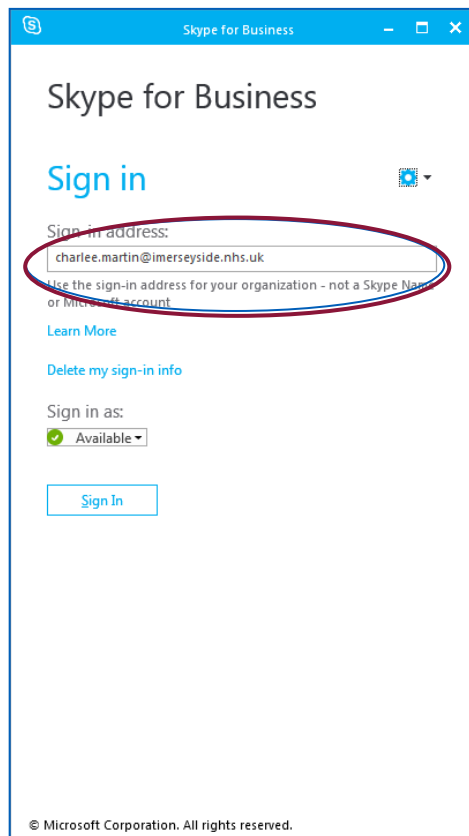 Skype for Business
Skype for Business
Sign in
Sign-in address:
charlee.martin@imerseyside.nhs.uk
Use the sign-in address for your organization - not a Skype Name
or Microsoft account
Learn More
Delete my sign-in info
Sign in as:
Available
Sign In
© Microsoft Corporation. All rights reserved.